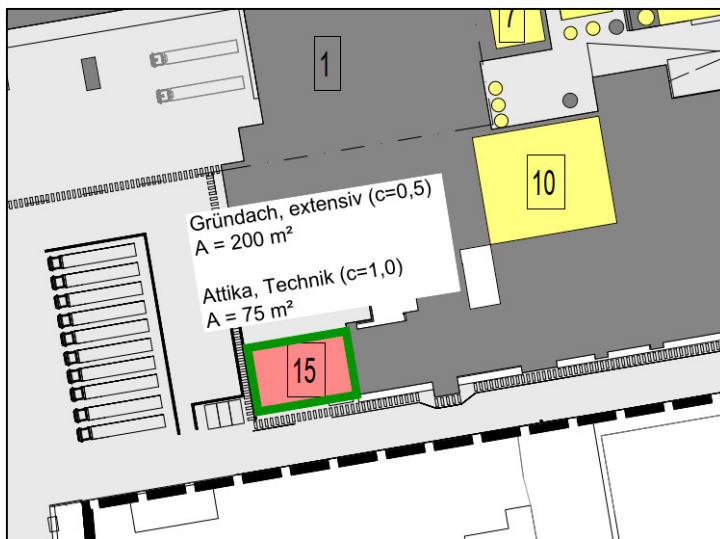 7
1
10
Gründach, extensiv (c=0,5)
A = 200 m²
Attika, Technik (c=1,0)
A = 75 m²
15